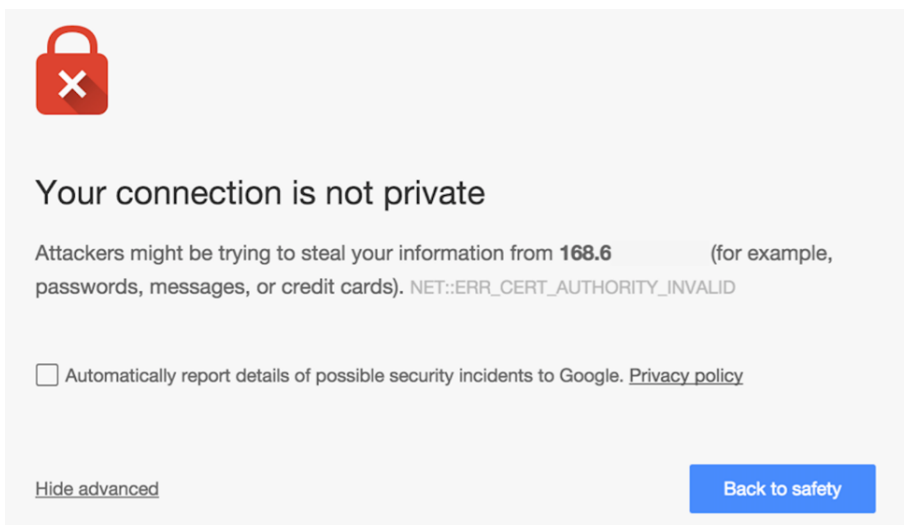 Your connection is not private
Attackers might be trying to steal your information from 168.6 (for example,
passwords, messages, or credit cards). NET::ERR_CERT_AUTHORITY_INVALID
Automatically report details of possible security incidents to Google. Privacy policy
Hide advanced
Back to safety